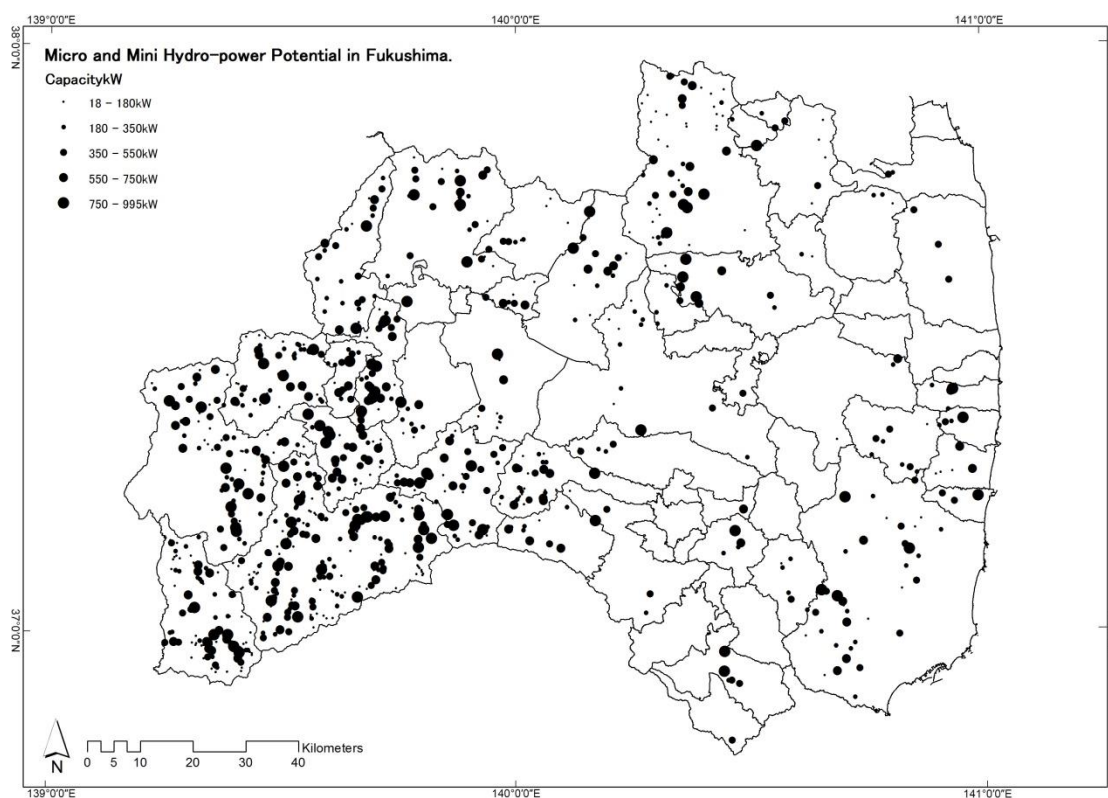 139°0'0"E 140°0'0"E 141°0'0"E
38°0'0"N
Micro and Mini Hydro-power Potential in Fukushima.
CapacitykW
18 - 180kW
180 - 350kW
350 - 550kW
550 - 750kW
750 - 995kW
37°0'0"N
N
Kilometers
0 5 10 20 30 40
139°0'0"E 140°0'0"E 141°0'0"E